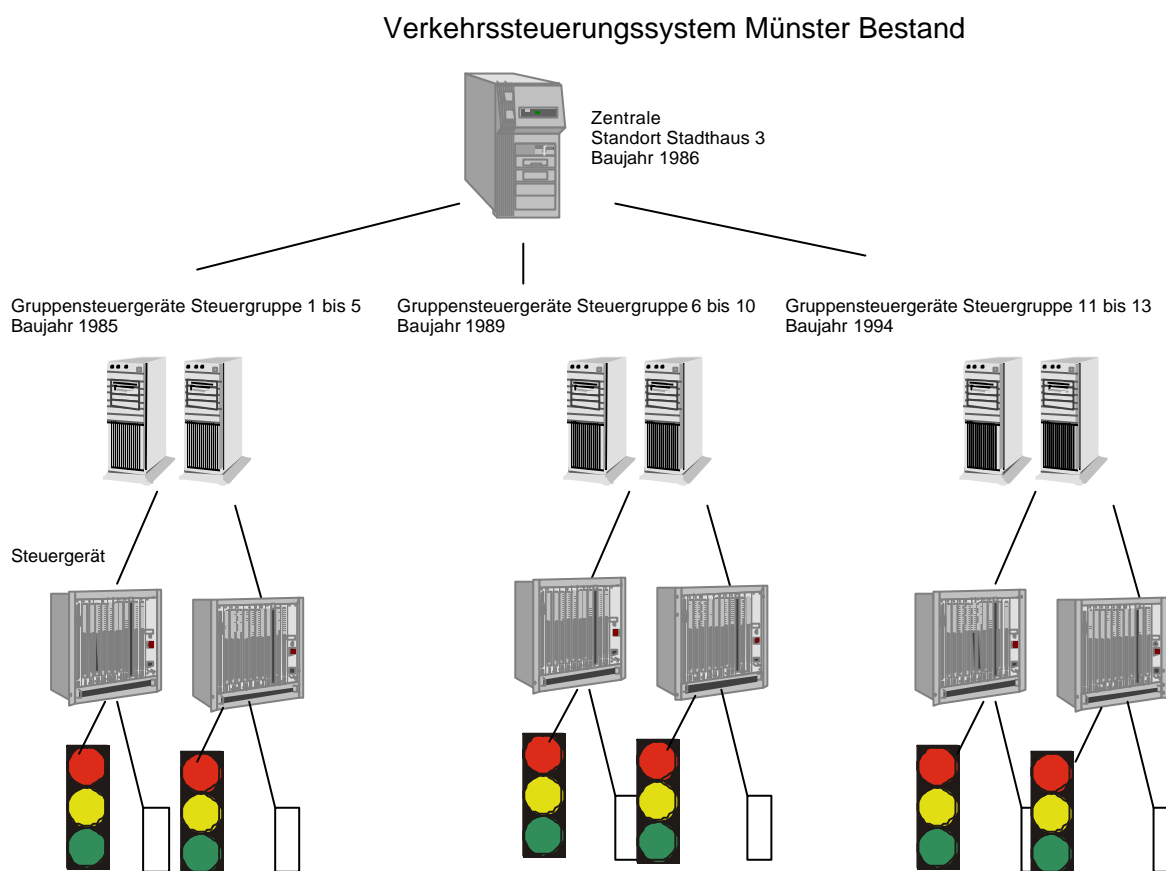 Verkehrssteuerungssystem Münster Bestand
Zentrale
Standort Stadthaus 3
Baujahr 1986
Gruppensteuergeräte Steuergruppe 1 bis 5
Baujahr 1985
Gruppensteuergeräte Steuergruppe 6 bis 10
Baujahr 1989
Gruppensteuergeräte Steuergruppe 11 bis 13
Baujahr 1994
Steuergerät